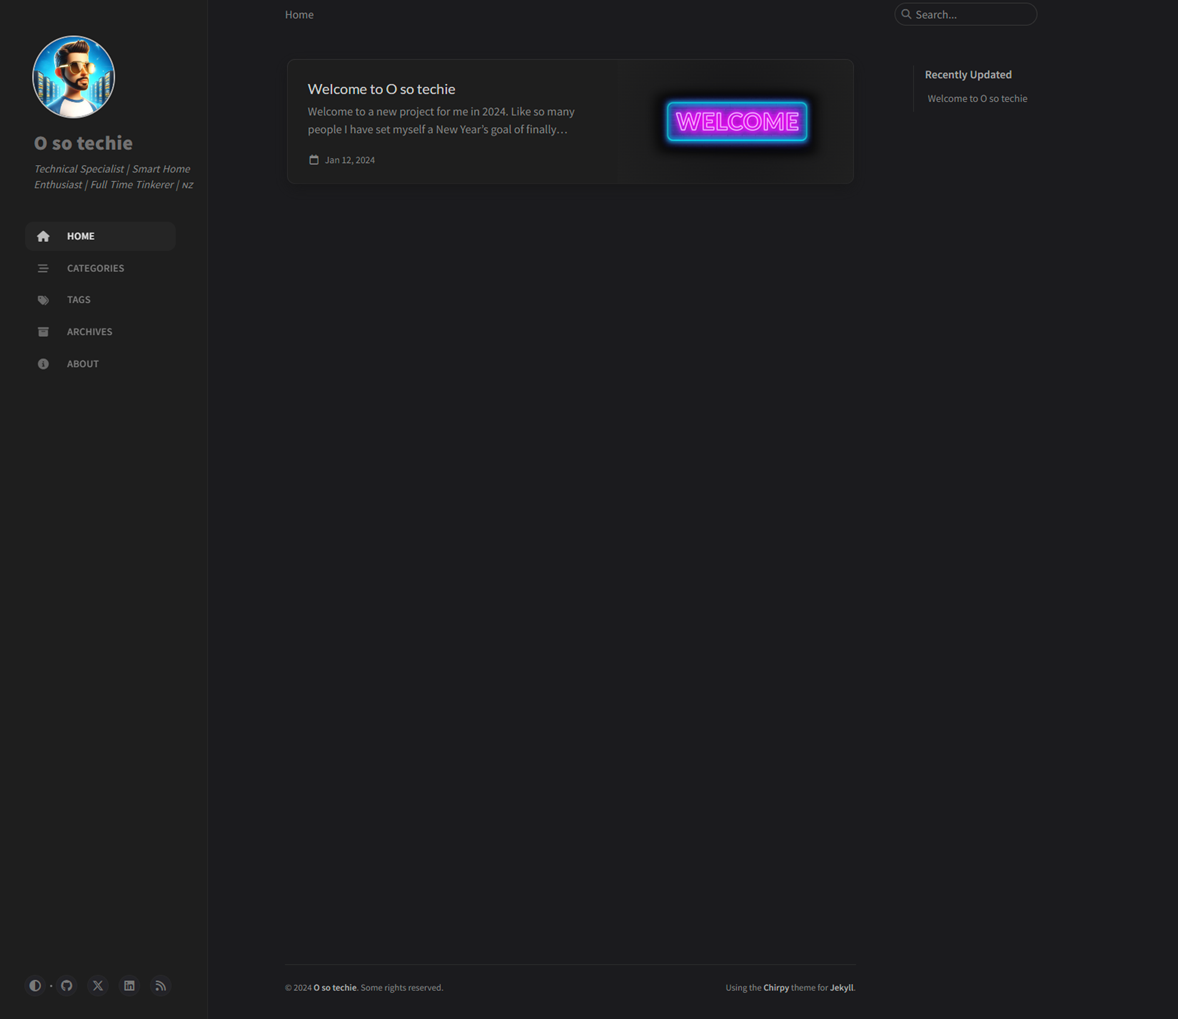 O so techie
Technical Specialist | Smart Home
Enthusiast | Full Time Tinkerer | NZ
HOME
CATEGORIES
TAGS
ARCHIVES
ABOUT
Home
Search...
Welcome to O so techie
Welcome to a new project for me in 2024. Like so many
people I have set myself a New Year's goal of finally…
Jan 12, 2024
WELCOME
Recently Updated
Welcome to O so techie
© 2024 O so techie. Some rights reserved.
Using the Chirpy theme for Jekyll.